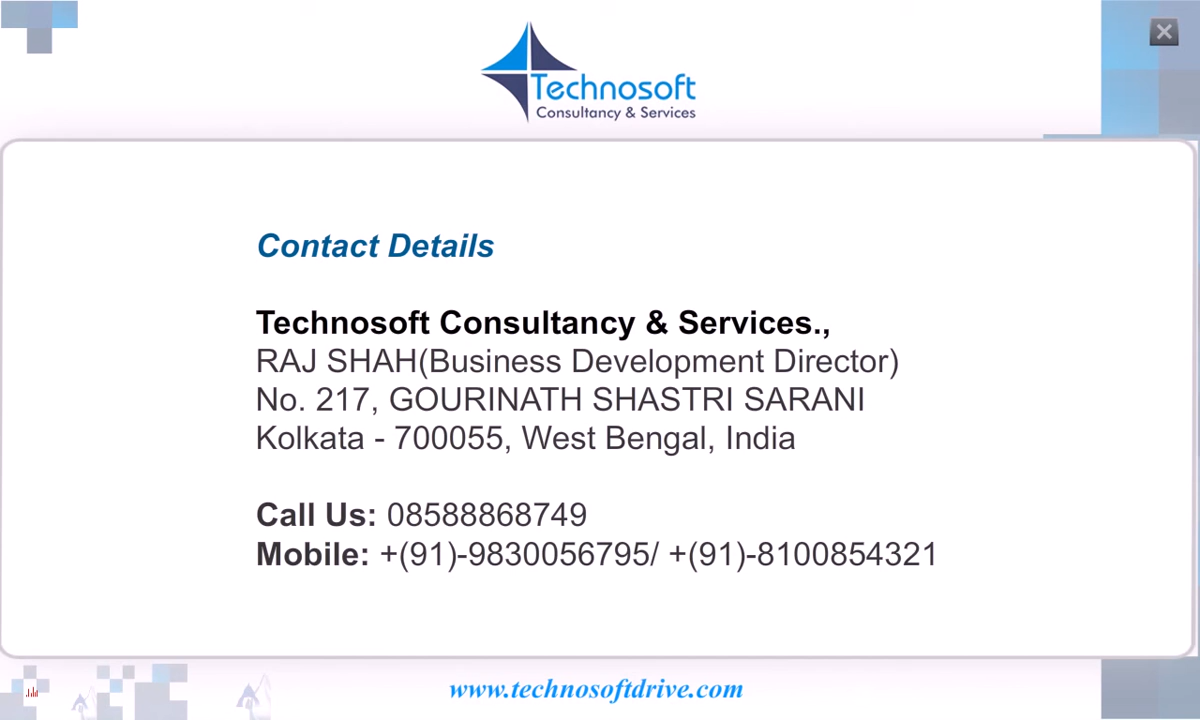 Technosoft
Consultancy & Services
Contact Details
Technosoft Consultancy & Services.,
RAJ SHAH(Business Development Director)
No. 217, GOURINATH SHASTRI SARANI
Kolkata - 700055, West Bengal, India
Call Us: 08588868749
Mobile: +(91)-9830056795/ +(91)-8100854321
www.technosoftdrive.com